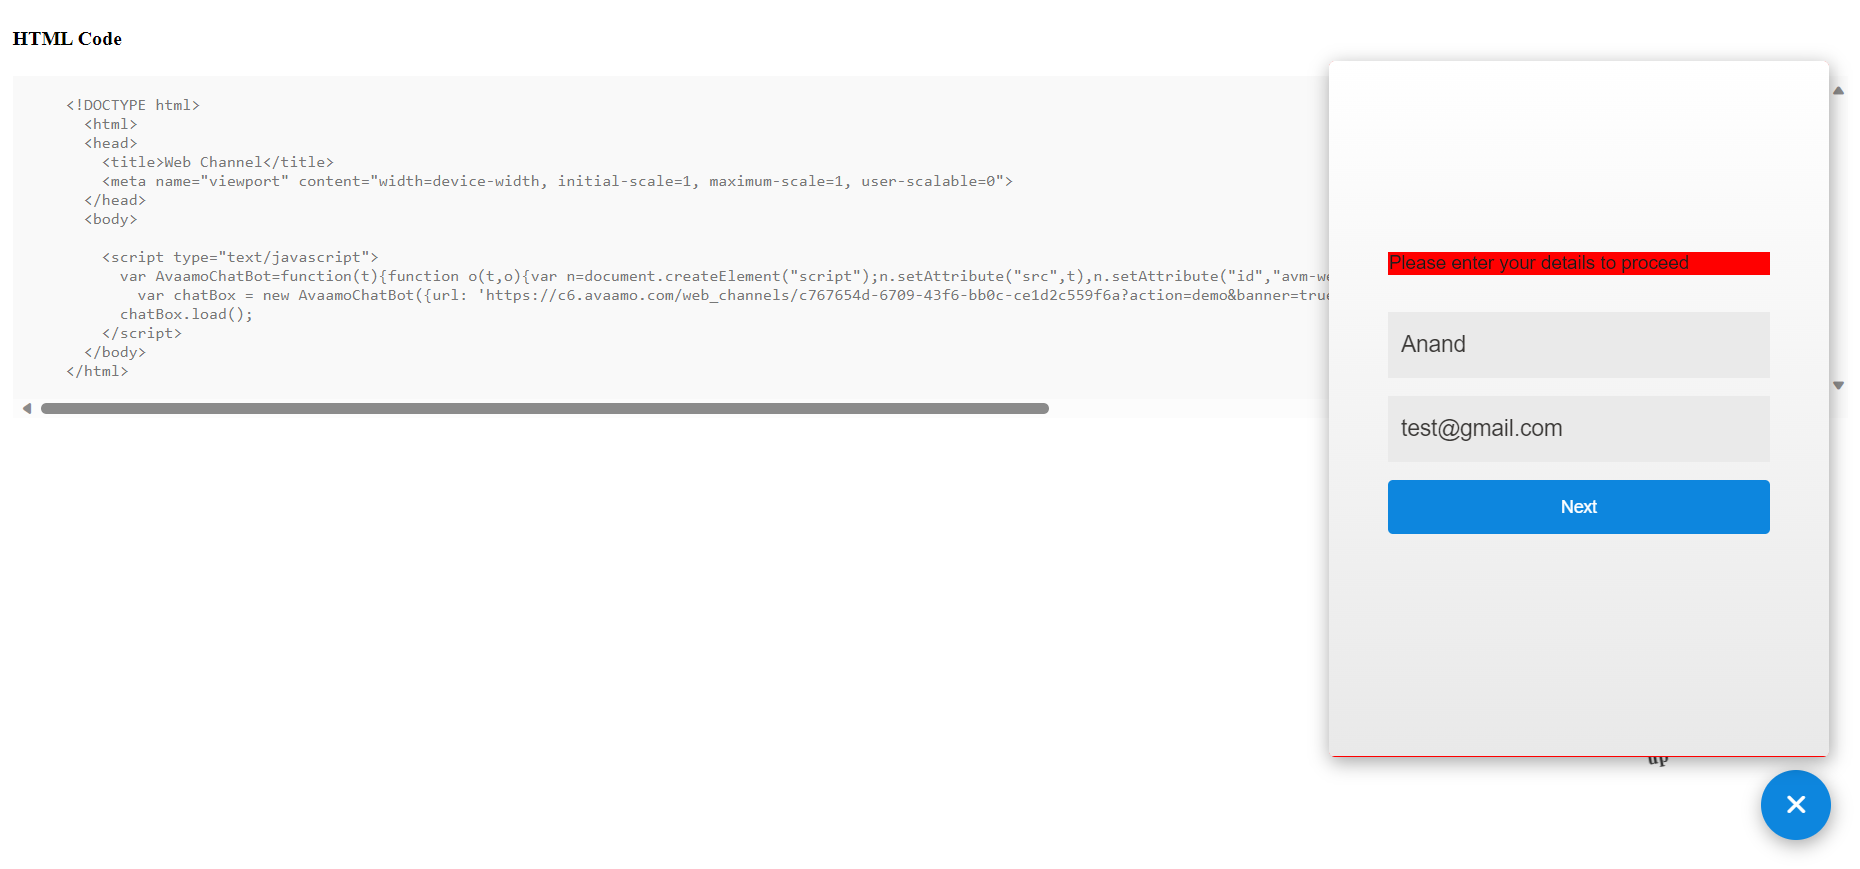 HTML Code
<!DOCTYPE html>
<html>
<head>
<title>Web Channel</title>
<meta name="viewport" content="width=device-width, initial-scale=1, maximum-scale=1, user-scalable=0">
</head>
<body>
<script type="text/javascript">
var AvaamoChatBot=function(t){function o(t,o){var n=document.createElement("script");n.setAttribute("src",t),n.setAttribute("id","avm-we
var chatBox = new AvaamoChatBot({url: 'https://c6.avaamo.com/web_channels/c767654d-6709-43f6-bb0c-ce1d2c559f6a?action=demo&banner=true
chatBox.load();
</script>
</body>
</html>
Please enter your details to proceed
Anand
test@gmail.com
Next
up